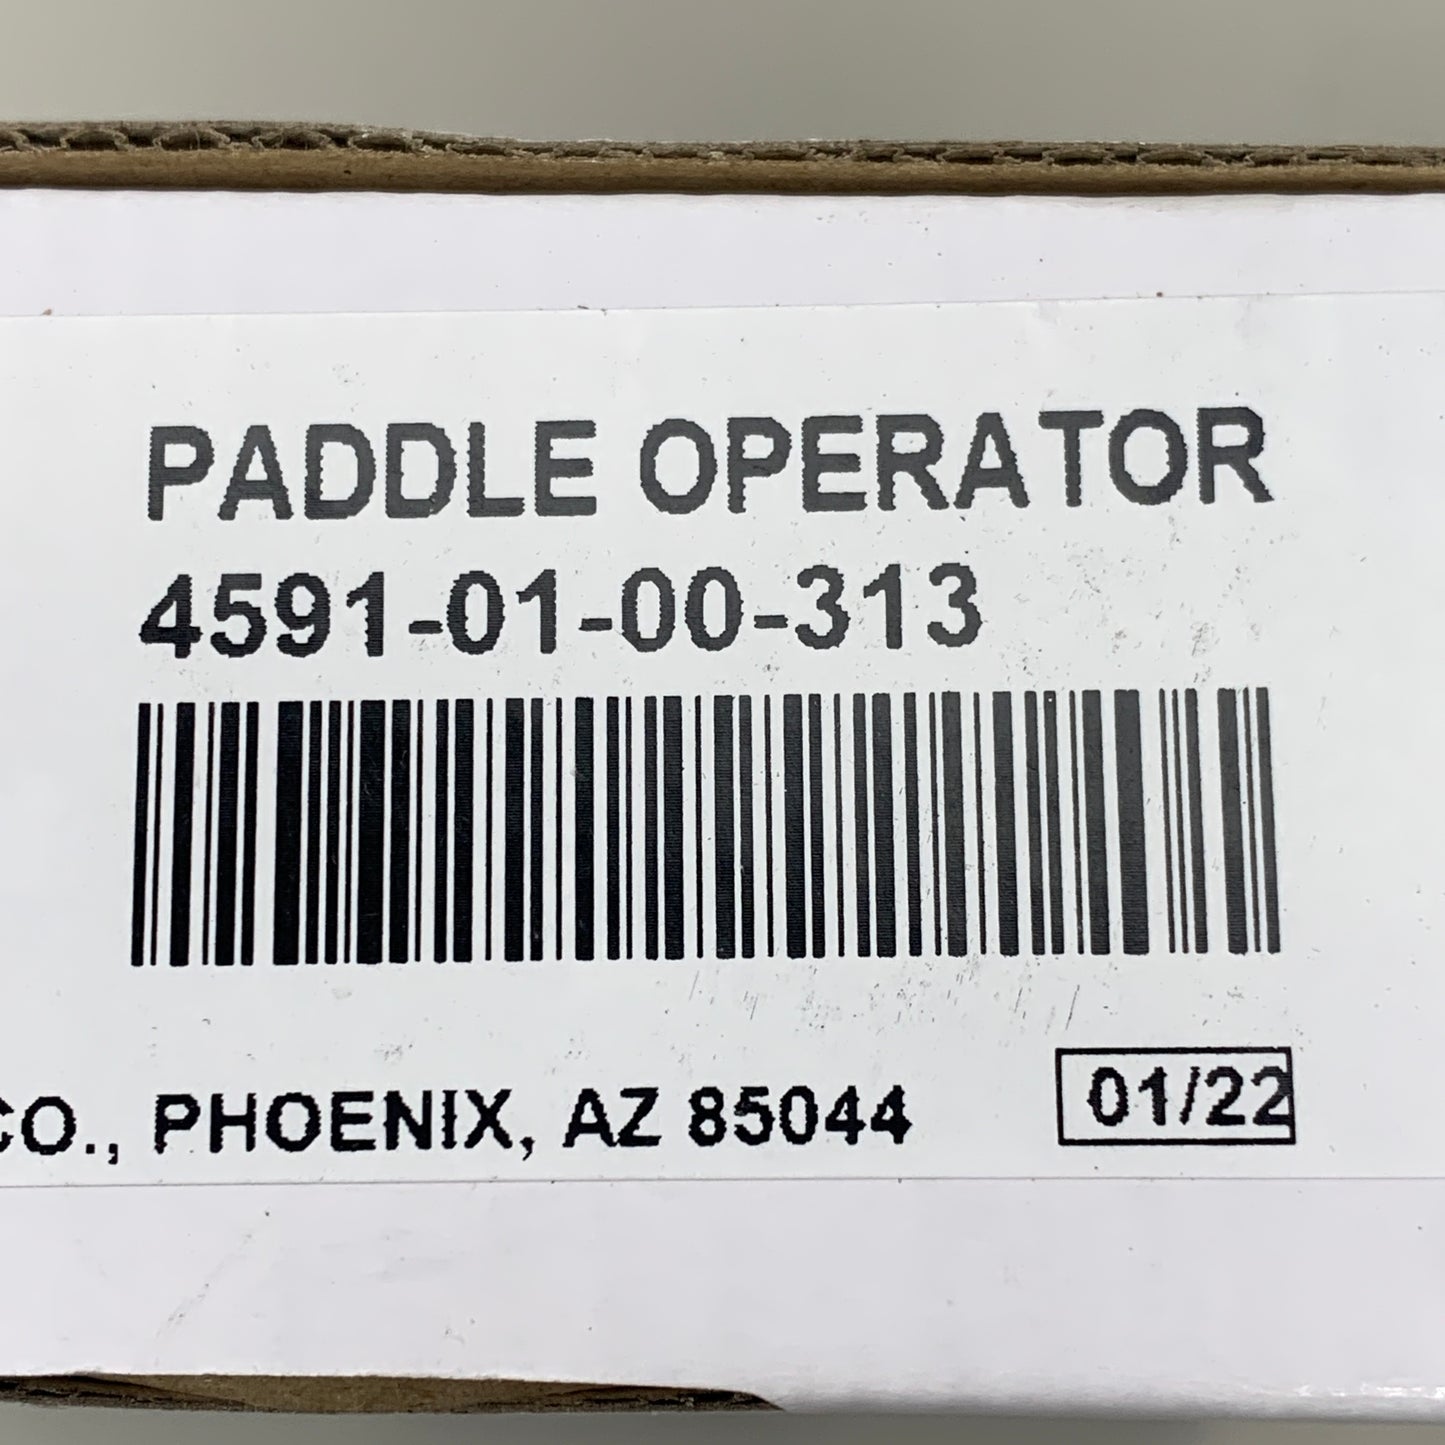 PADDLE OPERATOR
4591-01-00-313
CO., PHOENIX, AZ 85044
01/22